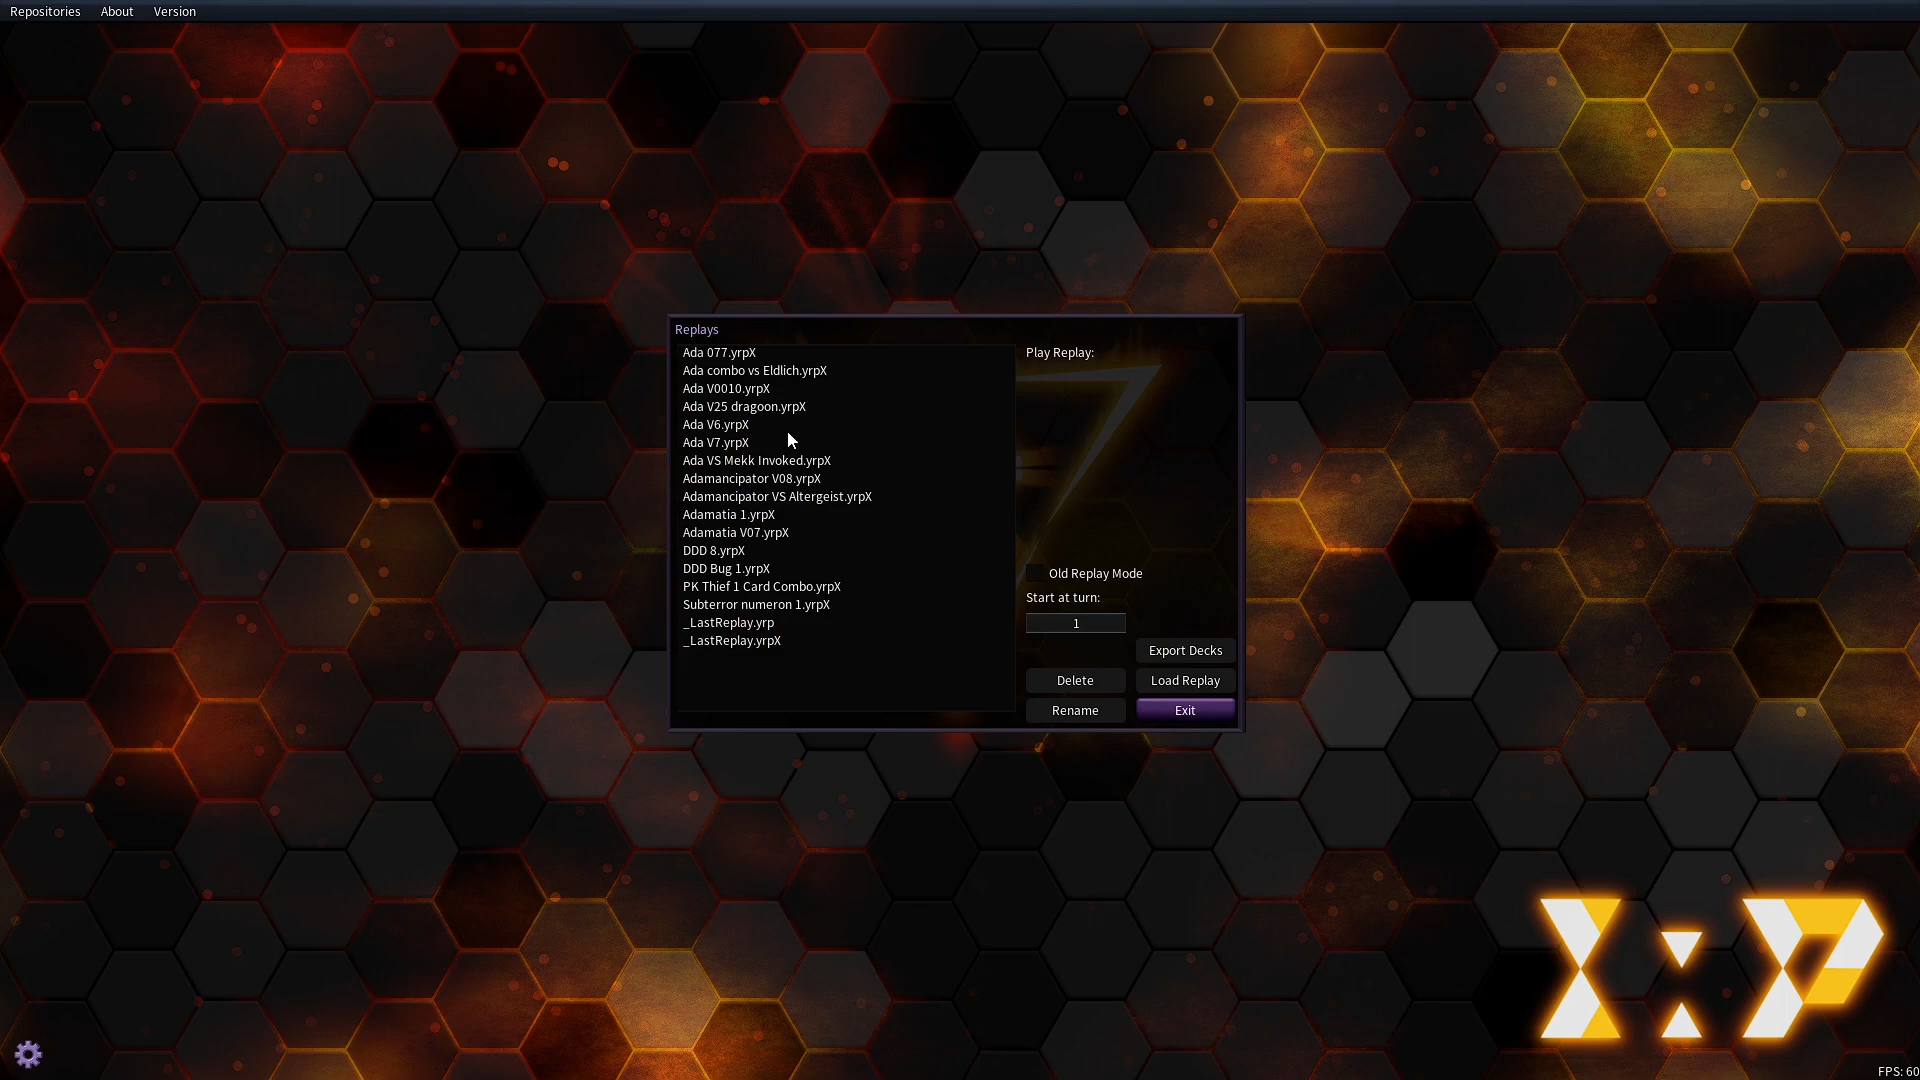 Repositories About Version
Replays
Ada 077.yrpX
Ada combo vs Eldlich.yrpX
Ada V0010.yrpX
Ada V25 dragoon.yrpX
Ada V6.yrpX
Ada V7.yrpX
Ada VS Mekk Invoked.yrpX
Adamancipator V08.yrpX
Adamancipator VS Altergeist.yrpX
Adamatia 1.yrpX
Adamatia V07.yrpX
DDD 8.yrpX
DDD Bug 1.yrpX
PK Thief 1 Card Combo.yrpX
Subterror numeron 1.yrpX
_LastReplay.yrp
_LastReplay.yrpX
Play Replay:
Old Replay Mode
Start at turn:
1
Export Decks
Delete Load Replay
Rename Exit
X:P
FPS: 60